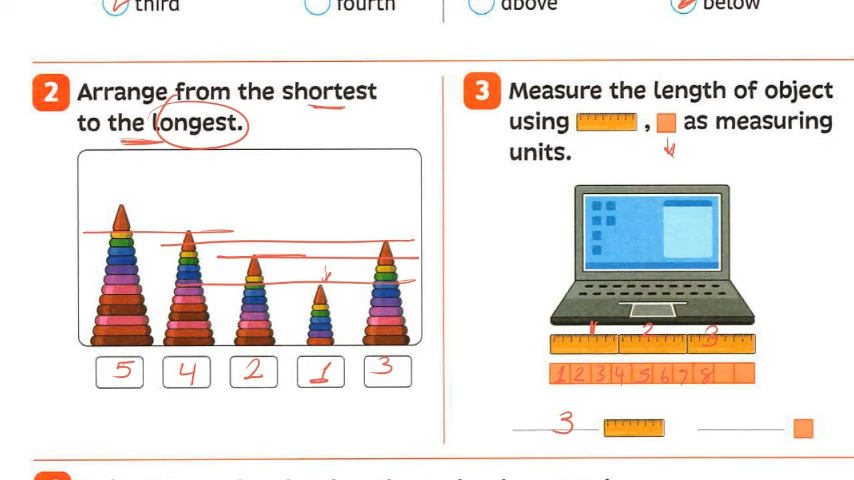 third fourth above below
2 Arrange from the shortest
to the longest.
5 4 2 1 3
3 Measure the length of object
using , as measuring
units.
1 2 3
1 2 3 4 5 6 7 8
3